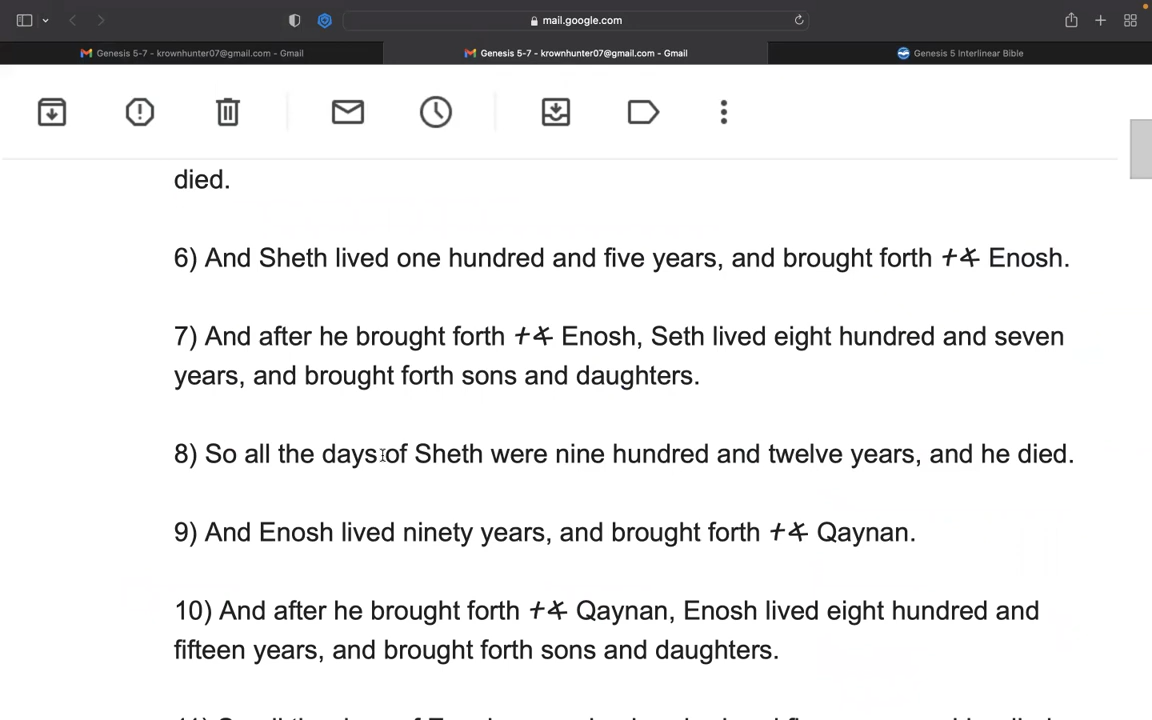 mail.google.com
Genesis 5-7 - krownhunter07@gmail.com - Gmail
Genesis 5-7 - krownhunter07@gmail.com - Gmail
Genesis 5 Interlinear Bible
died.
6) And Sheth lived one hundred and five years, and brought forth 𐤕𐤀 Enosh.
7) And after he brought forth 𐤕𐤀 Enosh, Seth lived eight hundred and seven
years, and brought forth sons and daughters.
8) So all the days of Sheth were nine hundred and twelve years, and he died.
9) And Enosh lived ninety years, and brought forth 𐤕𐤀 Qaynan.
10) And after he brought forth 𐤕𐤀 Qaynan, Enosh lived eight hundred and
fifteen years, and brought forth sons and daughters.